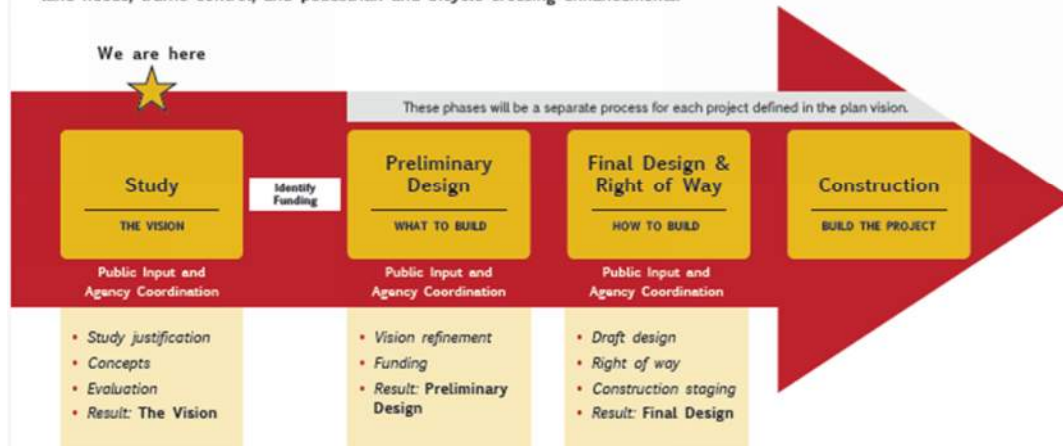 We are here
These phases will be a separate process for each project defined in the plan vision.
Study
THE VISION
Identify
Funding
Preliminary
Design
WHAT TO BUILD
Final Design &
Right of Way
HOW TO BUILD
Construction
BUILD THE PROJECT
Public Input and
Agency Coordination
Public Input and
Agency Coordination
Public Input and
Agency Coordination
• Study justification
• Concepts
• Evaluation
• Result: The Vision
• Vision refinement
• Funding
• Result: Preliminary
Design
• Draft design
• Right of way
• Construction staging
• Result: Final Design